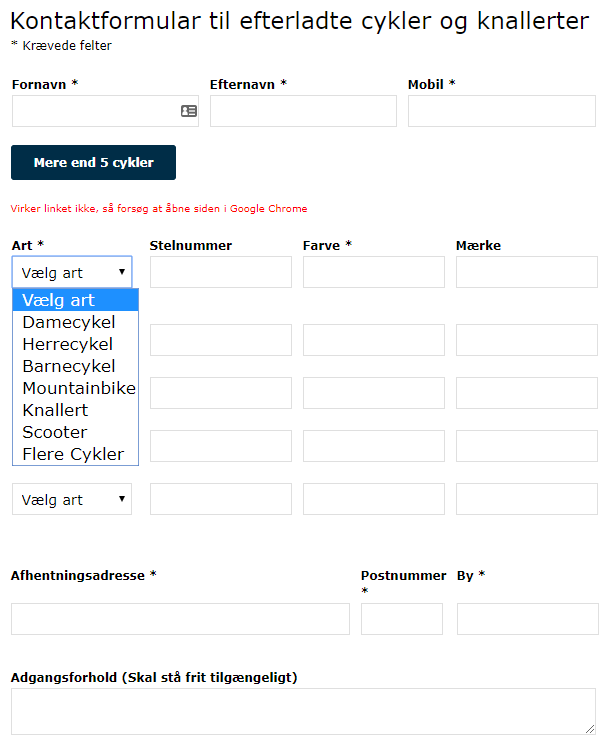 Kontaktformular til efterladte cykler og knallerter
* Krævede felter
Fornavn * Efternavn * Mobil *
Mere end 5 cykler
Virker linket ikke, så forsøg at åbne siden i Google Chrome
Art * Stelnummer Farve * Mærke
Vælg art
Vælg art
Damecykel
Herrecykel
Barnecykel
Mountainbike
Knallert
Scooter
Flere Cykler
Vælg art
Afhentningsadresse * Postnummer * By *
Adgangsforhold (Skal stå frit tilgængeligt)